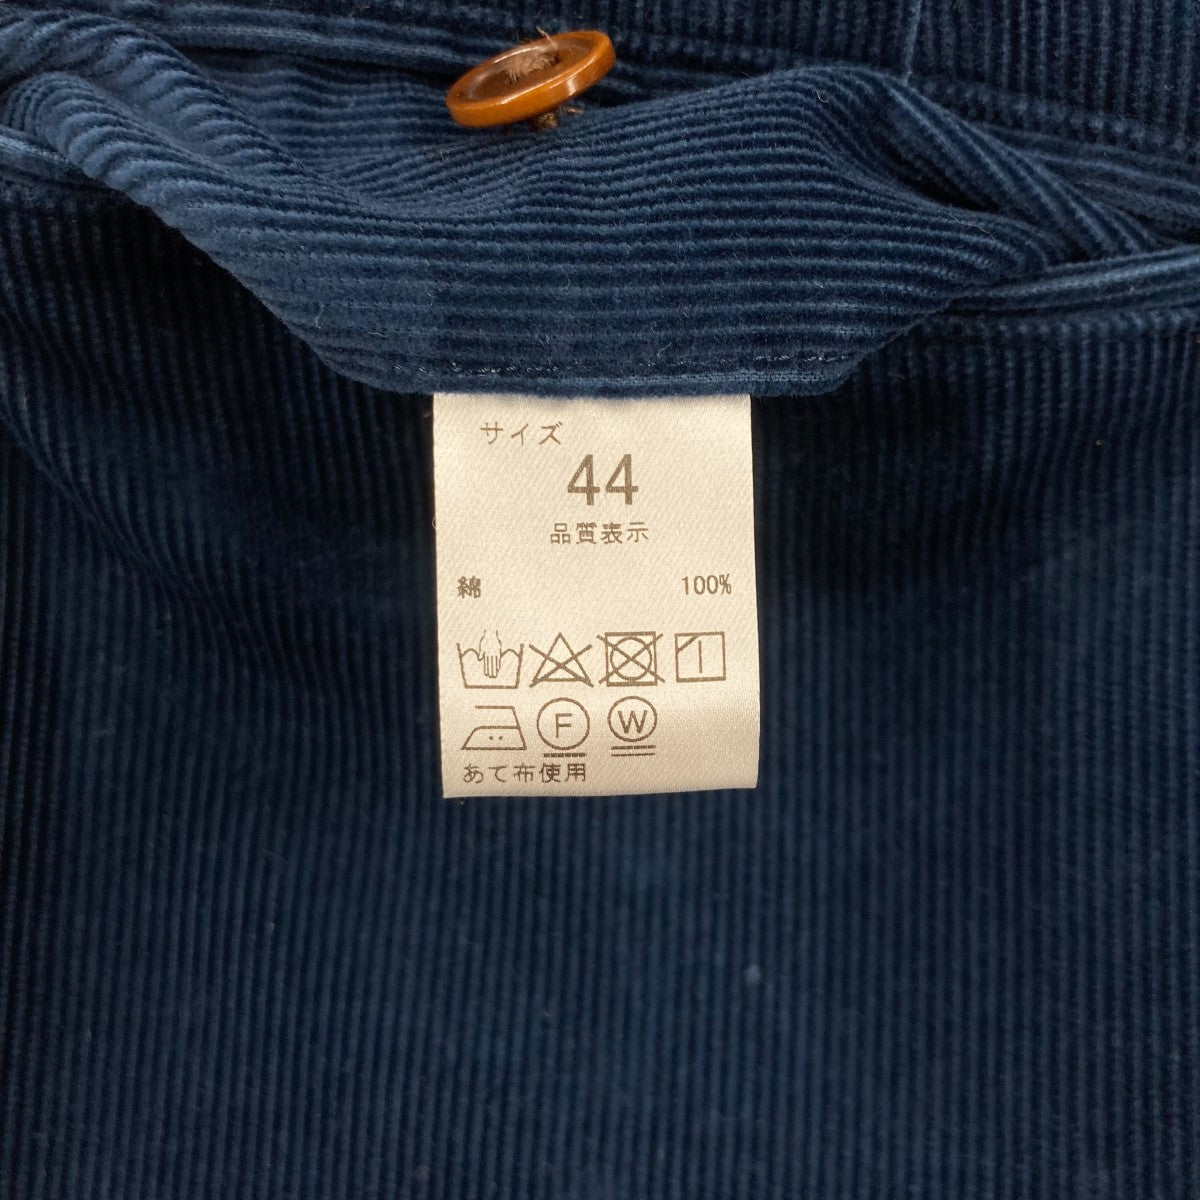 サイズ
44
品質表示
綿 100%
F W
あて布使用